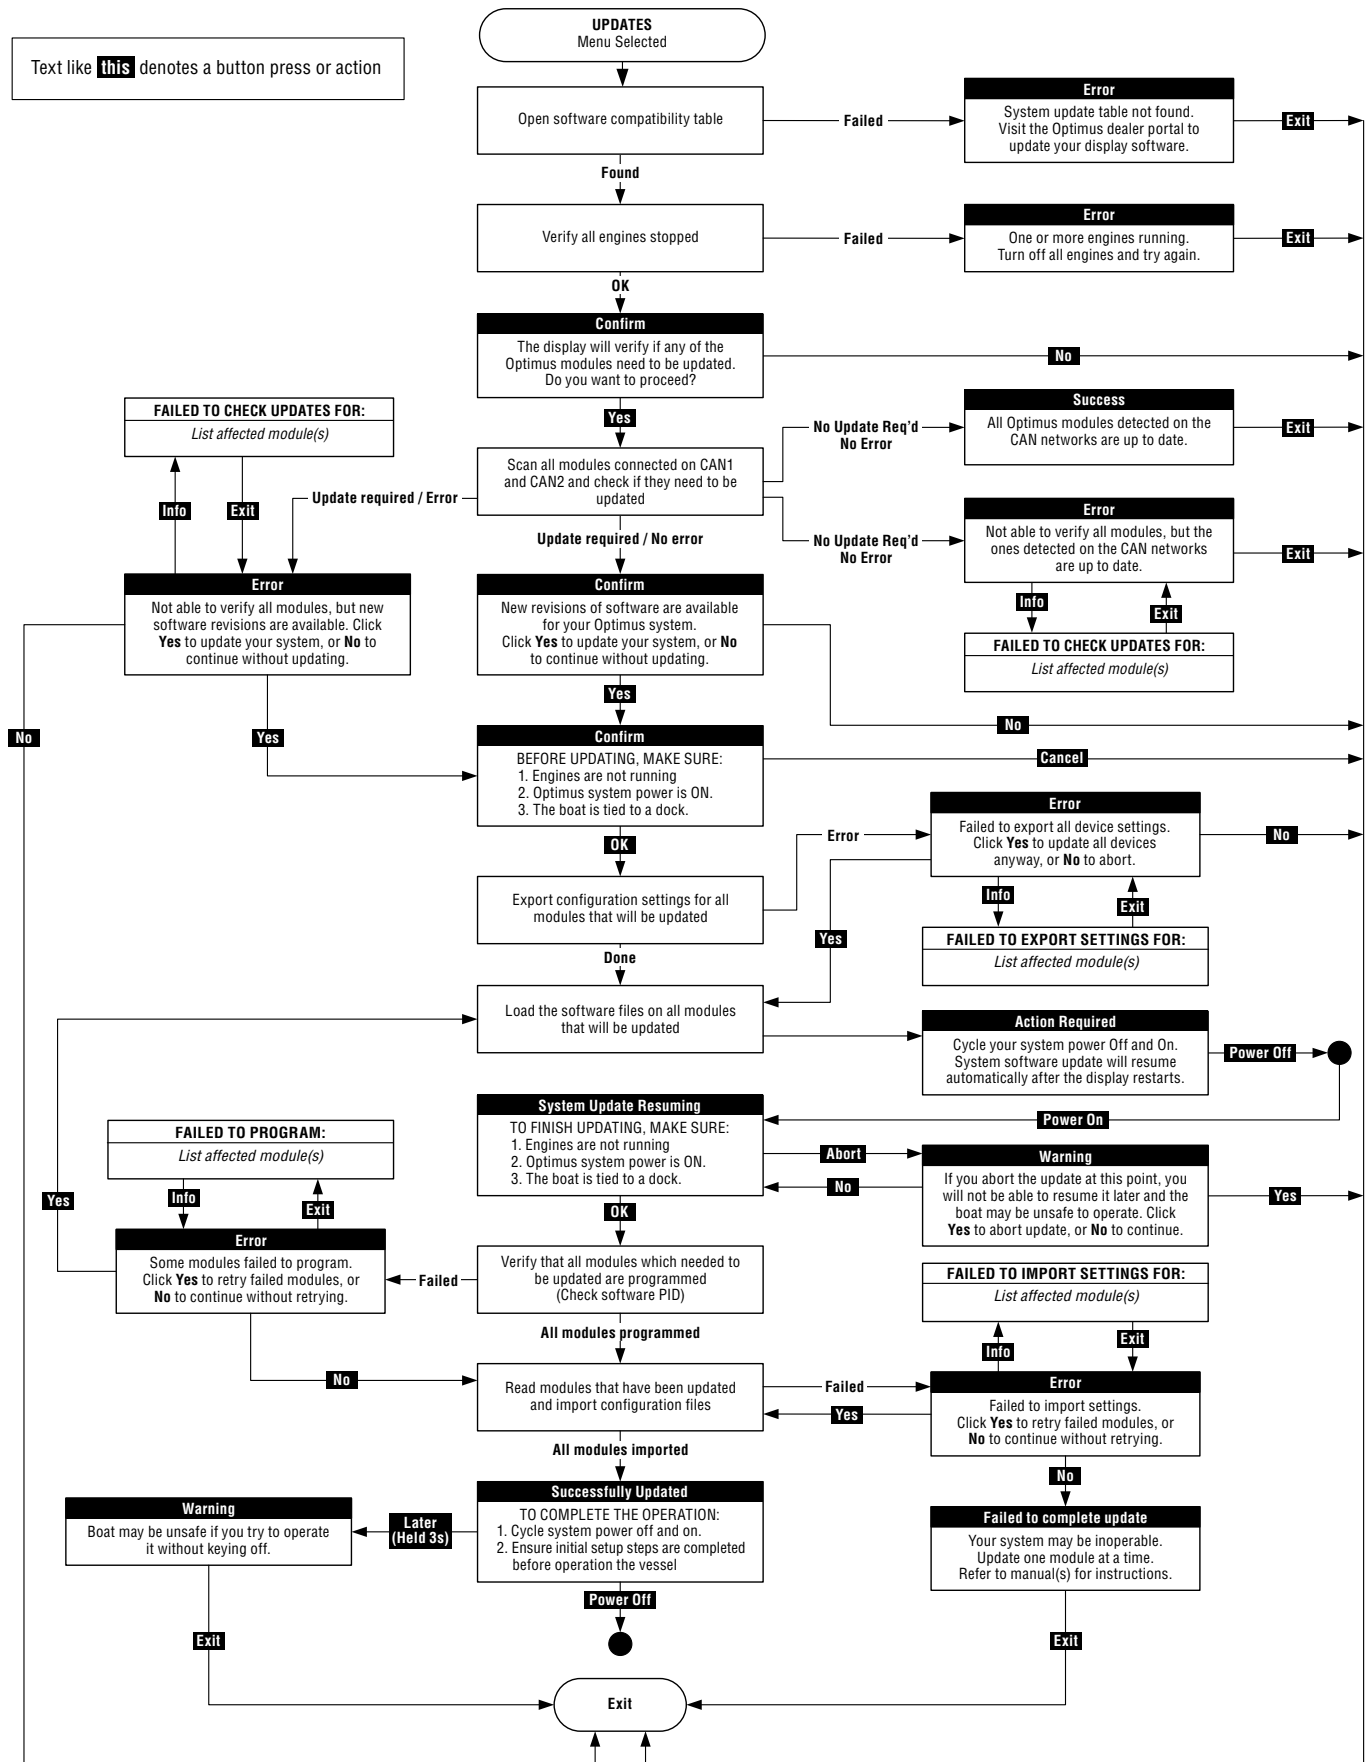 UPDATES
Menu Selected
Text like this denotes a button press or action
Open software compatibility table
Failed
Error
System update table not found.
Visit the Optimus dealer portal to
update your display software.
Exit
Found
Verify all engines stopped
Failed
Error
One or more engines running.
Turn off all engines and try again.
Exit
OK
Confirm
The display will verify if any of the
Optimus modules need to be updated.
Do you want to proceed?
No
Yes
FAILED TO CHECK UPDATES FOR:
List affected module(s)
Info
Exit
Scan all modules connected on CAN1
and CAN2 and check if they need to be
updated
No Update Req'd
No Error
Success
All Optimus modules detected on the
CAN networks are up to date.
Exit
Update required / Error
Update required / No error
No Update Req'd
No Error
Error
Not able to verify all modules, but the
ones detected on the CAN networks
are up to date.
Exit
Info
Exit
FAILED TO CHECK UPDATES FOR:
List affected module(s)
Error
Not able to verify all modules, but new
software revisions are available. Click
Yes to update your system, or No to
continue without updating.
No
Yes
Confirm
New revisions of software are available
for your Optimus system.
Click Yes to update your system, or No
to continue without updating.
No
Yes
Confirm
BEFORE UPDATING, MAKE SURE:
1. Engines are not running
2. Optimus system power is ON.
3. The boat is tied to a dock.
Cancel
OK
Export configuration settings for all
modules that will be updated
Error
Error
Failed to export all device settings.
Click Yes to update all devices
anyway, or No to abort.
No
Info
Exit
Yes
FAILED TO EXPORT SETTINGS FOR:
List affected module(s)
Done
Load the software files on all modules
that will be updated
Action Required
Cycle your system power Off and On.
System software update will resume
automatically after the display restarts.
Power Off
Power On
System Update Resuming
TO FINISH UPDATING, MAKE SURE:
1. Engines are not running
2. Optimus system power is ON.
3. The boat is tied to a dock.
Abort
No
Warning
If you abort the update at this point, you
will not be able to resume it later and the
boat may be unsafe to operate. Click
Yes to abort update, or No to continue.
Yes
OK
FAILED TO PROGRAM:
List affected module(s)
Yes
Info
Exit
Error
Some modules failed to program.
Click Yes to retry failed modules, or
No to continue without retrying.
Failed
Verify that all modules which needed to
be updated are programmed
(Check software PID)
All modules programmed
No
FAILED TO IMPORT SETTINGS FOR:
List affected module(s)
Info
Exit
Read modules that have been updated
and import configuration files
Failed
Yes
Error
Failed to import settings.
Click Yes to retry failed modules, or
No to continue without retrying.
All modules imported
No
Successfully Updated
TO COMPLETE THE OPERATION:
1. Cycle system power off and on.
2. Ensure initial setup steps are completed
before operation the vessel
Later
(Held 3s)
Warning
Boat may be unsafe if you try to operate
it without keying off.
Failed to complete update
Your system may be inoperable.
Update one module at a time.
Refer to manual(s) for instructions.
Power Off
Exit
Exit
Exit